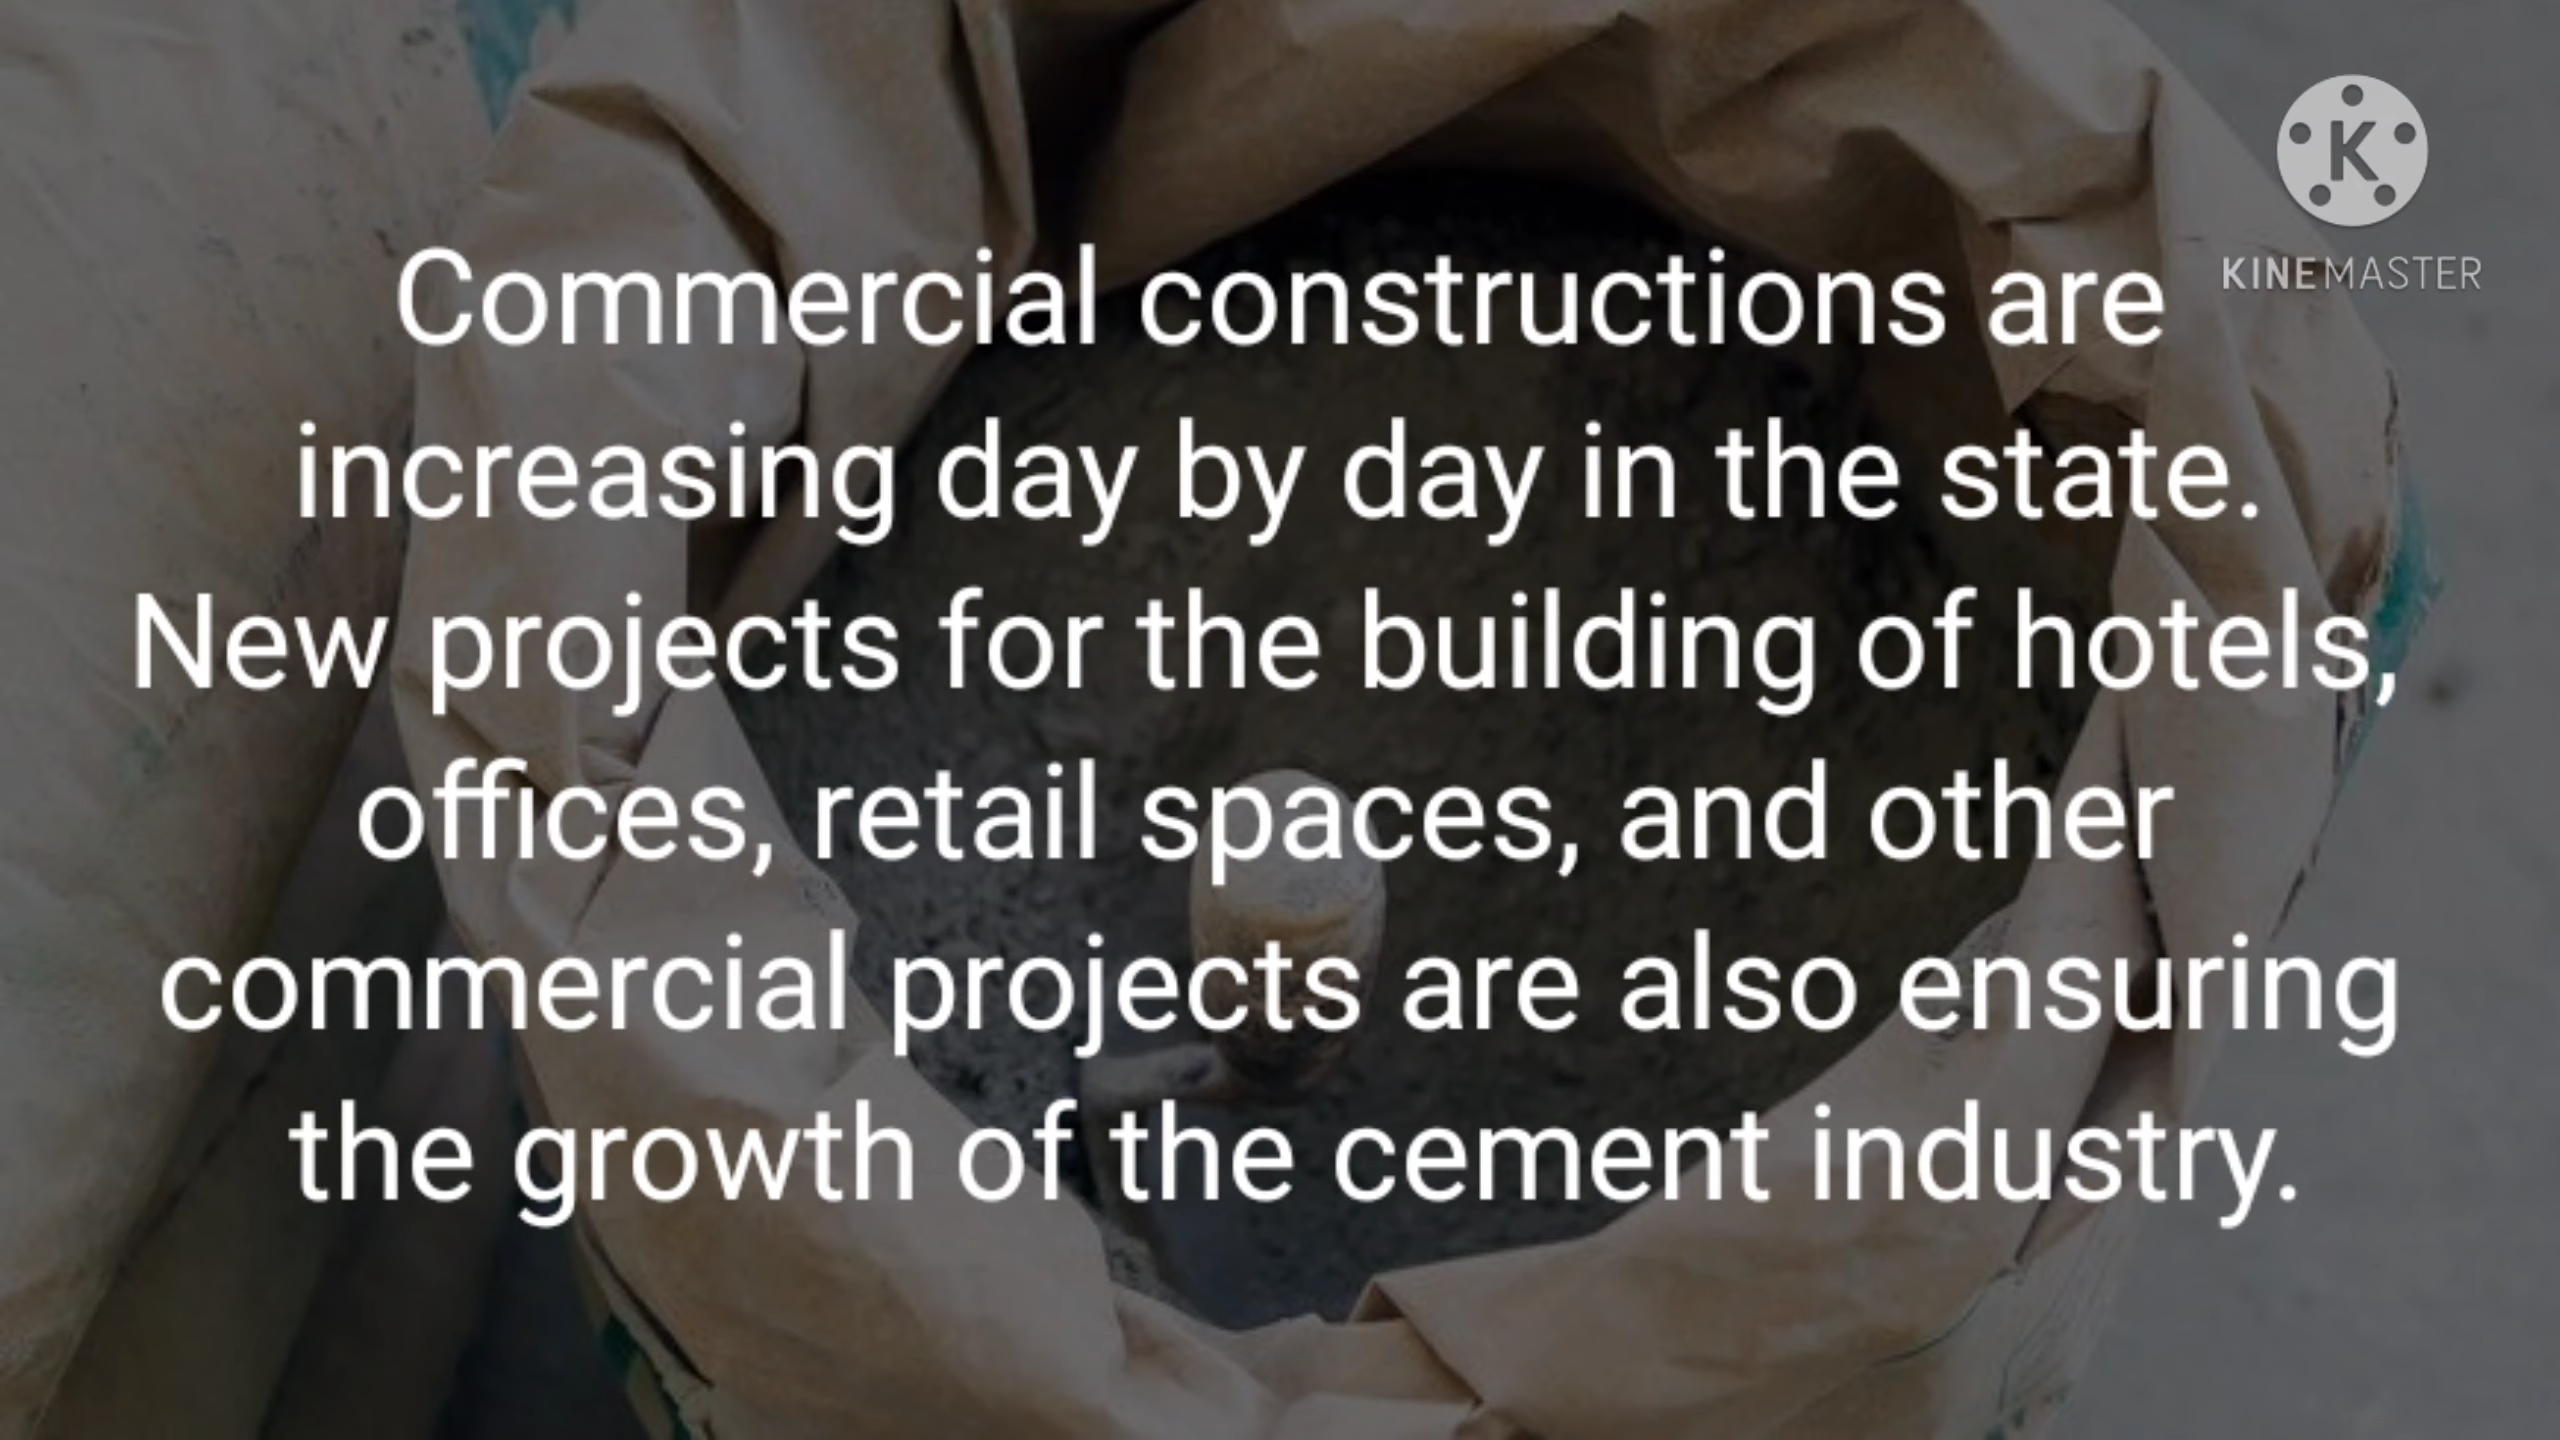 KINEMASTER
Commercial constructions are
increasing day by day in the state.
New projects for the building of hotels,
offices, retail spaces, and other
commercial projects are also ensuring
the growth of the cement industry.